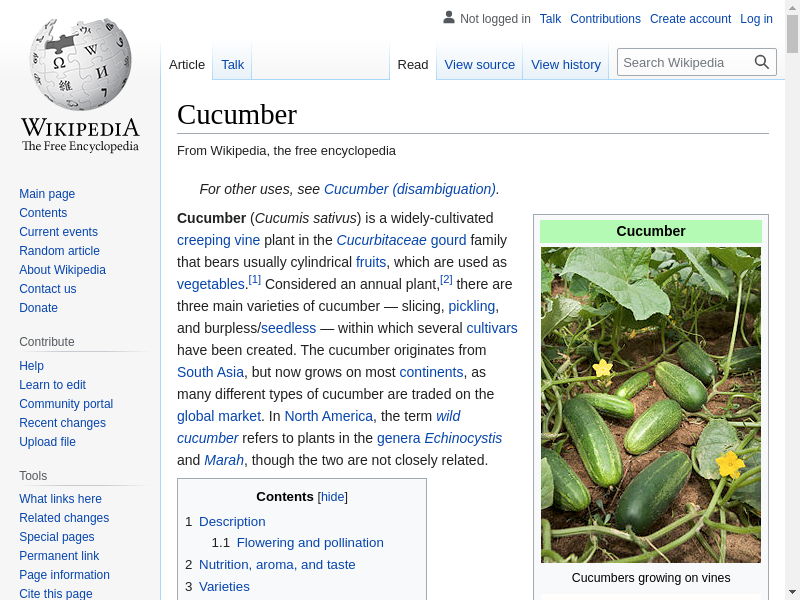 Not logged in Talk Contributions Create account Log in
Article Talk Read View source View history Search Wikipedia
WIKIPEDIA
The Free Encyclopedia
Main page
Contents
Current events
Random article
About Wikipedia
Contact us
Donate
Contribute
Help
Learn to edit
Community portal
Recent changes
Upload file
Tools
What links here
Related changes
Special pages
Permanent link
Page information
Cite this page
Cucumber
From Wikipedia, the free encyclopedia
For other uses, see Cucumber (disambiguation).
Cucumber (Cucumis sativus) is a widely-cultivated
creeping vine plant in the Cucurbitaceae gourd family
that bears usually cylindrical fruits, which are used as
vegetables.[1] Considered an annual plant,[2] there are
three main varieties of cucumber — slicing, pickling,
and burpless/seedless — within which several cultivars
have been created. The cucumber originates from
South Asia, but now grows on most continents, as
many different types of cucumber are traded on the
global market. In North America, the term wild
cucumber refers to plants in the genera Echinocystis
and Marah, though the two are not closely related.
Contents [hide]
1 Description
1.1 Flowering and pollination
2 Nutrition, aroma, and taste
3 Varieties
Cucumber
Cucumbers growing on vines